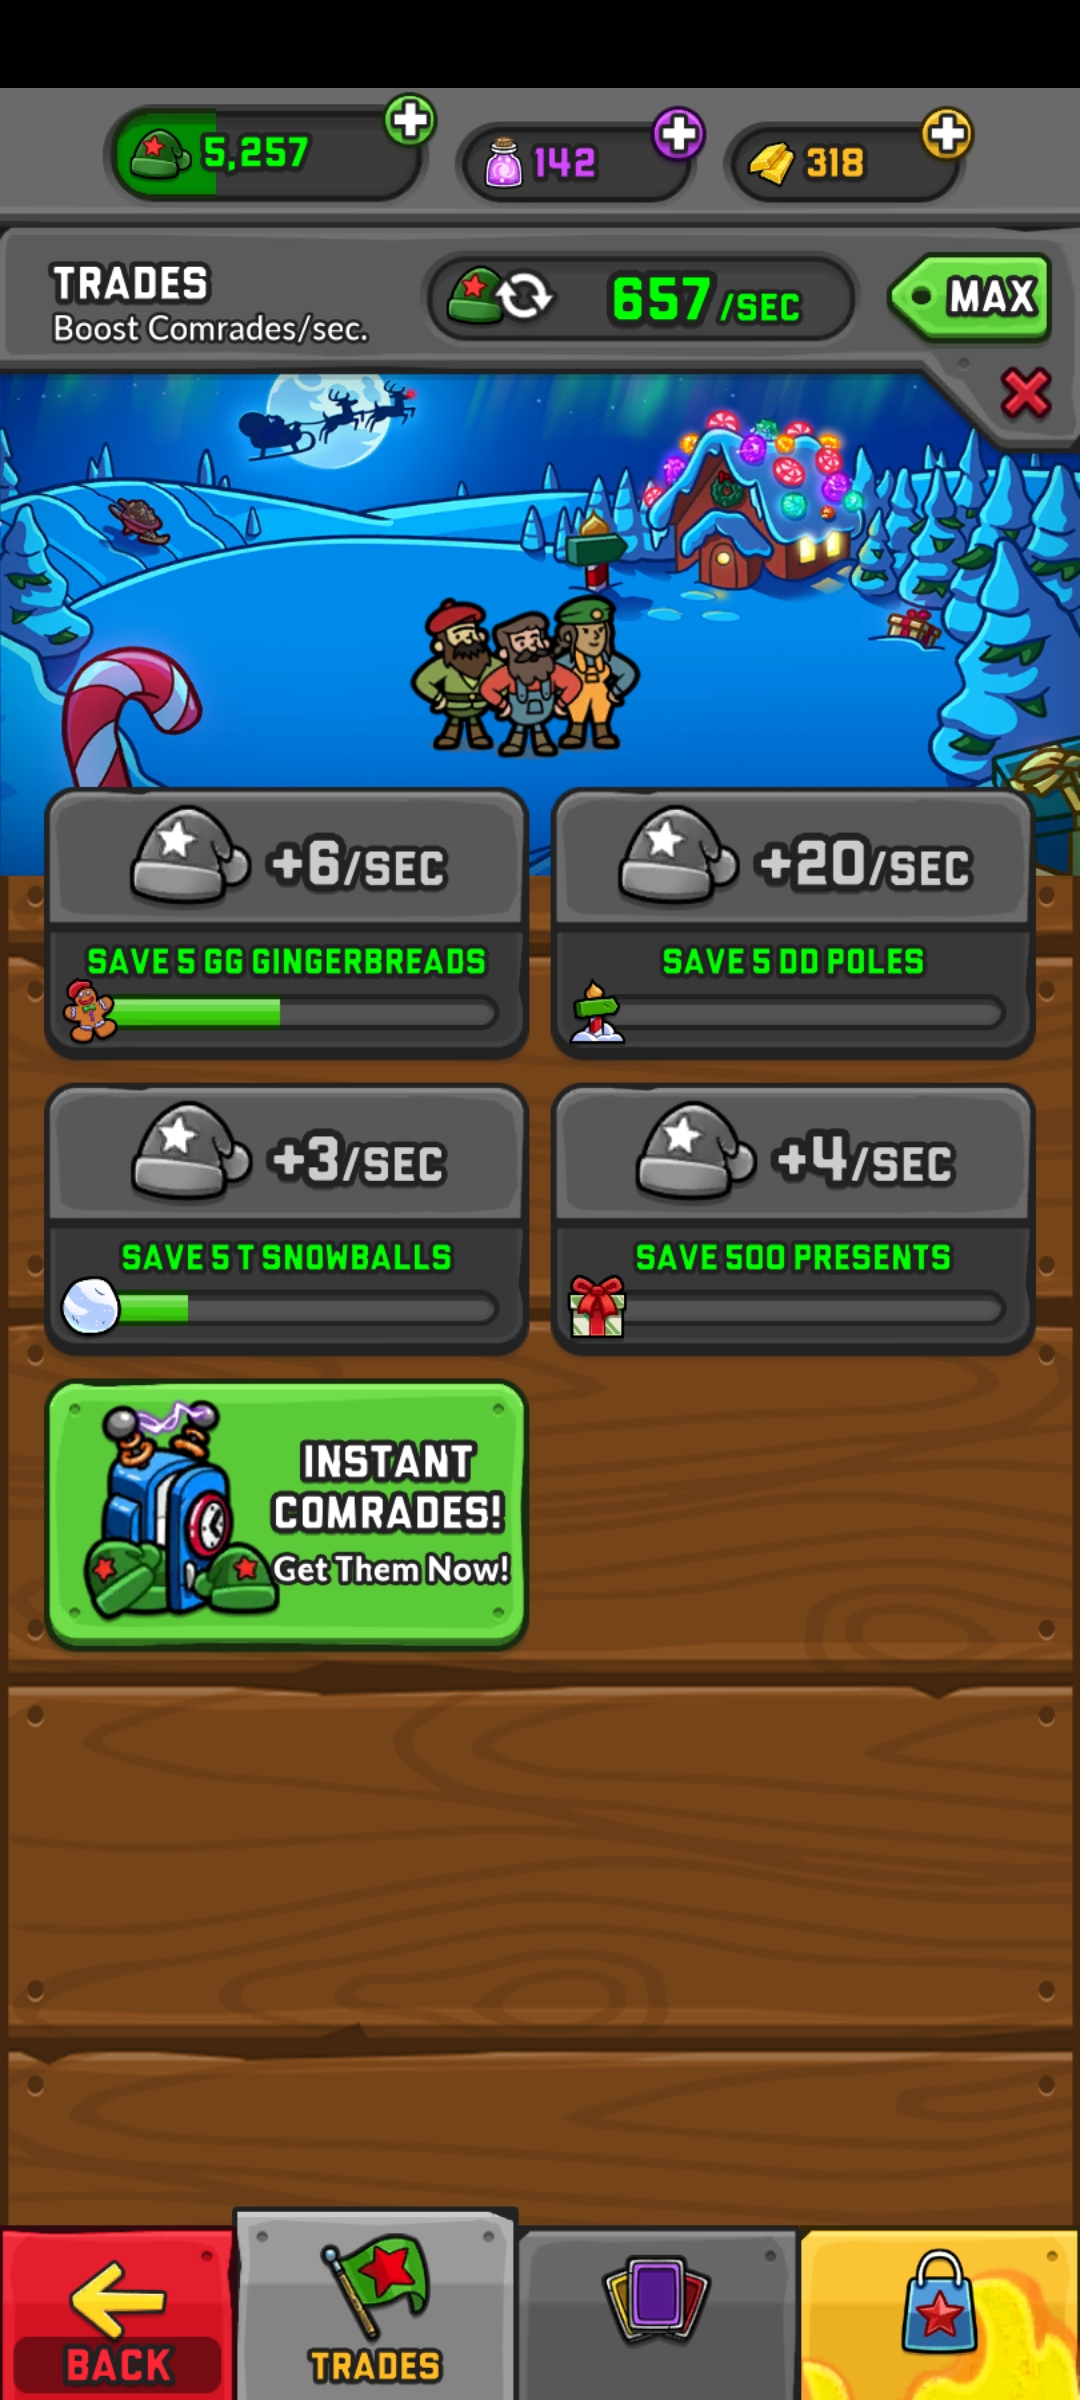 5,257
142
318
TRADES
Boost Comrades/sec.
657/SEC
MAX
+6/SEC
SAVE 5 GG GINGERBREADS
+20/SEC
SAVE 5 DD POLES
+3/SEC
SAVE 5 T SNOWBALLS
+4/SEC
SAVE 500 PRESENTS
INSTANT
COMRADES!
Get Them Now!
BACK
TRADES